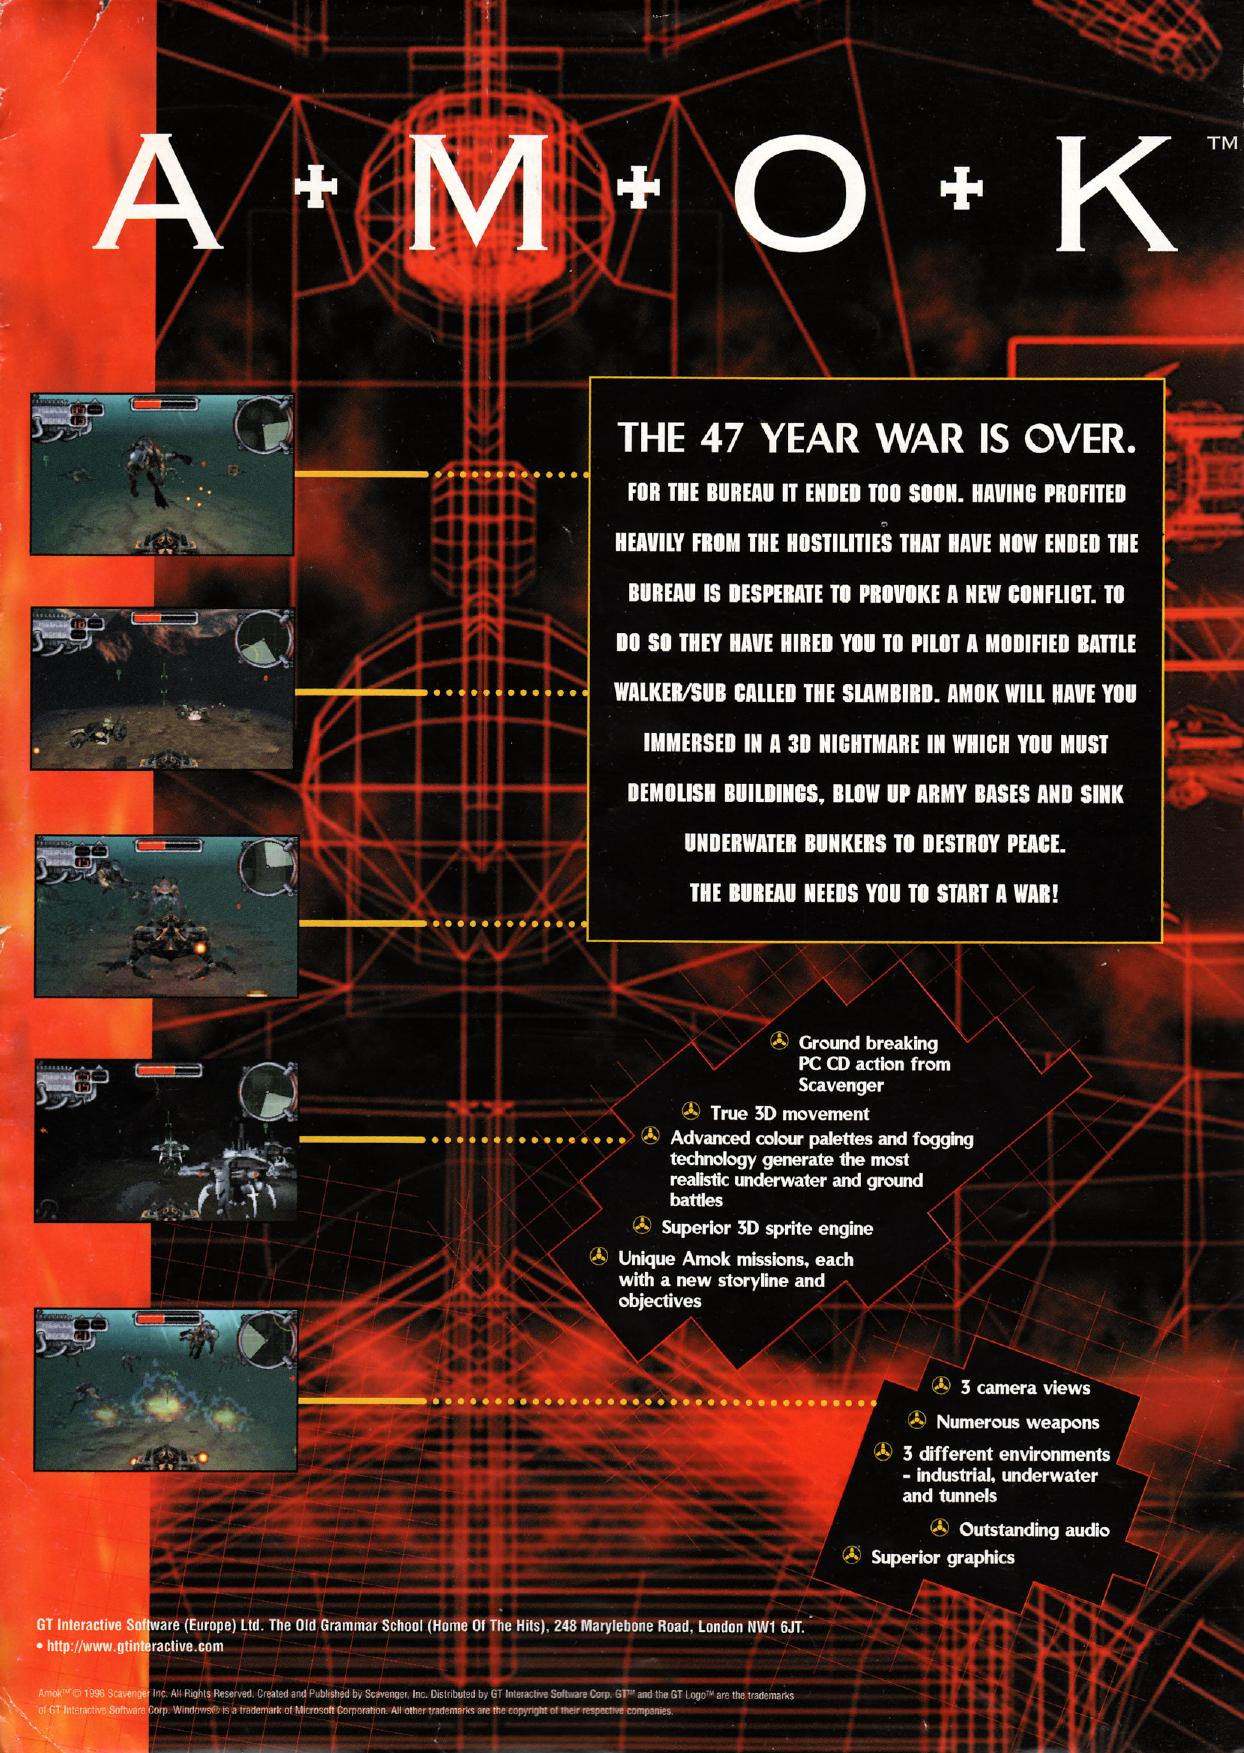 A + M + O + K ™
THE 47 YEAR WAR IS OVER.
FOR THE BUREAU IT ENDED TOO SOON. HAVING PROFITED
HEAVILY FROM THE HOSTILITIES THAT HAVE NOW ENDED THE
BUREAU IS DESPERATE TO PROVOKE A NEW CONFLICT. TO
DO SO THEY HAVE HIRED YOU TO PILOT A MODIFIED BATTLE
WALKER/SUB CALLED THE SLAMBIRD. AMOK WILL HAVE YOU
IMMERSED IN A 3D NIGHTMARE IN WHICH YOU MUST
DEMOLISH BUILDINGS, BLOW UP ARMY BASES AND SINK
UNDERWATER BUNKERS TO DESTROY PEACE.
THE BUREAU NEEDS YOU TO START A WAR!
Ground breaking
PC CD action from
Scavenger
True 3D movement
Advanced colour palettes and fogging
technology generate the most
realistic underwater and ground
battles
Superior 3D sprite engine
Unique Amok missions, each
with a new storyline and
objectives
3 camera views
Numerous weapons
3 different environments
- industrial, underwater
and tunnels
Outstanding audio
Superior graphics
GT Interactive Software (Europe) Ltd. The Old Grammar School (Home Of The Hits), 248 Marylebone Road, London NW1 6JT.
• http://www.gtinteractive.com
Amok™ © 1996 Scavenger Inc. All Rights Reserved. Created and Published by Scavenger, Inc. Distributed by GT Interactive Software Corp. GT™ and the GT Logo™ are the trademarks
of GT Interactive Software Corp. Windows® is a trademark of Microsoft Corporation. All other trademarks are the copyright of their respective companies.